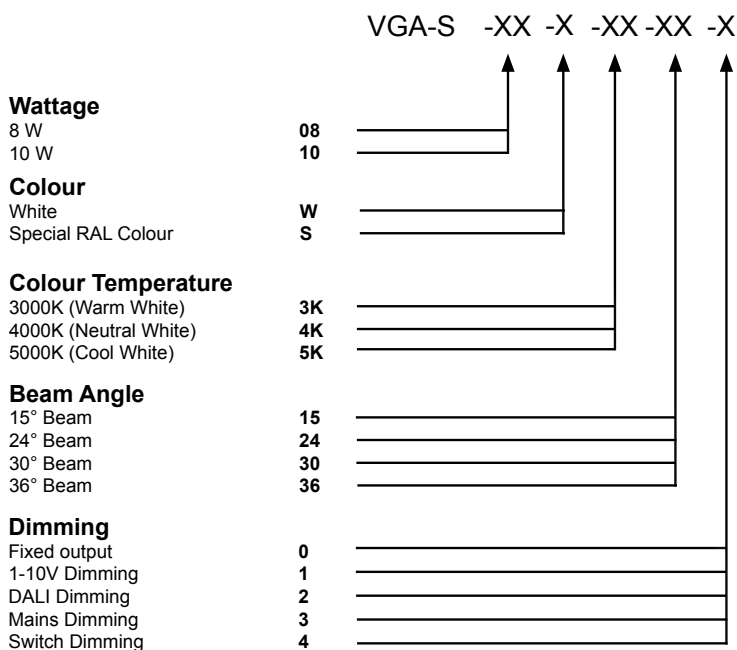 VGA-S -XX -X -XX -XX -X
Wattage
8 W 08
10 W 10
Colour
White W
Special RAL Colour S
Colour Temperature
3000K (Warm White) 3K
4000K (Neutral White) 4K
5000K (Cool White) 5K
Beam Angle
15° Beam 15
24° Beam 24
30° Beam 30
36° Beam 36
Dimming
Fixed output 0
1-10V Dimming 1
DALI Dimming 2
Mains Dimming 3
Switch Dimming 4